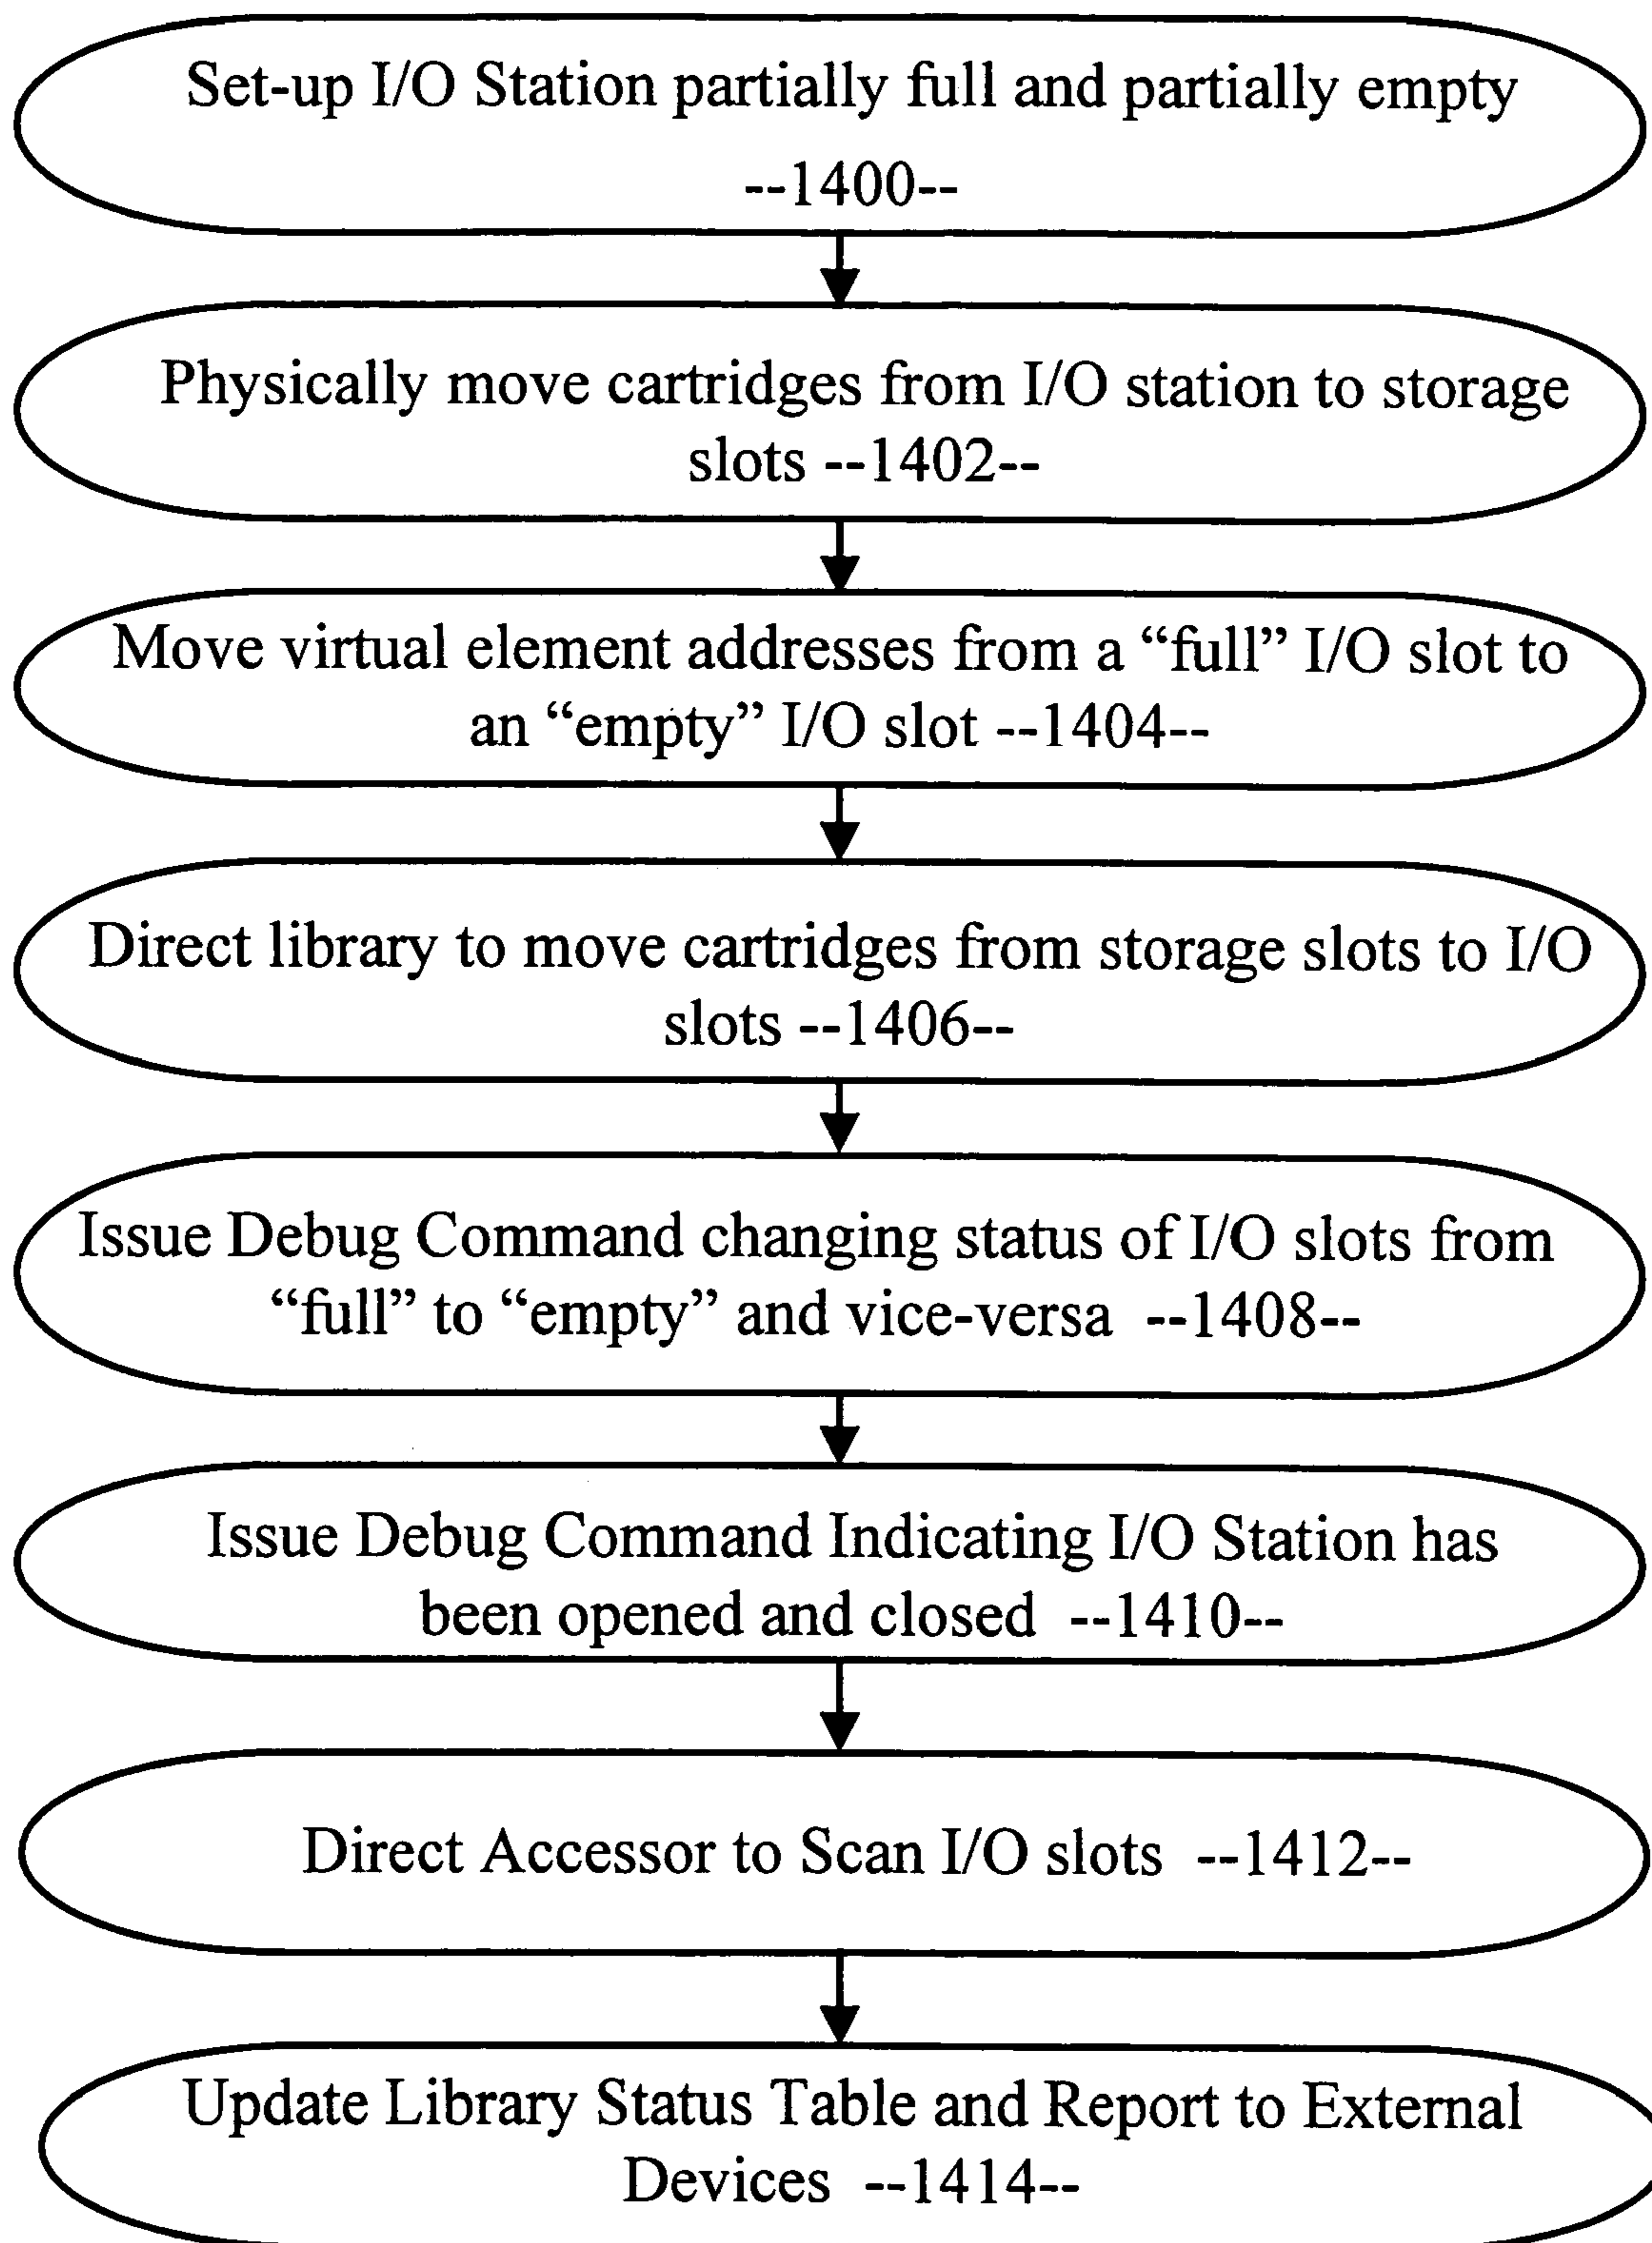 Set-up I/O Station partially full and partially empty
--1400--
Physically move cartridges from I/O station to storage
slots --1402--
Move virtual element addresses from a “full” I/O slot to
an “empty” I/O slot --1404--
Direct library to move cartridges from storage slots to I/O
slots --1406--
Issue Debug Command changing status of I/O slots from
“full” to “empty” and vice-versa --1408--
Issue Debug Command Indicating I/O Station has
been opened and closed --1410--
Direct Accessor to Scan I/O slots --1412--
Update Library Status Table and Report to External
Devices --1414--